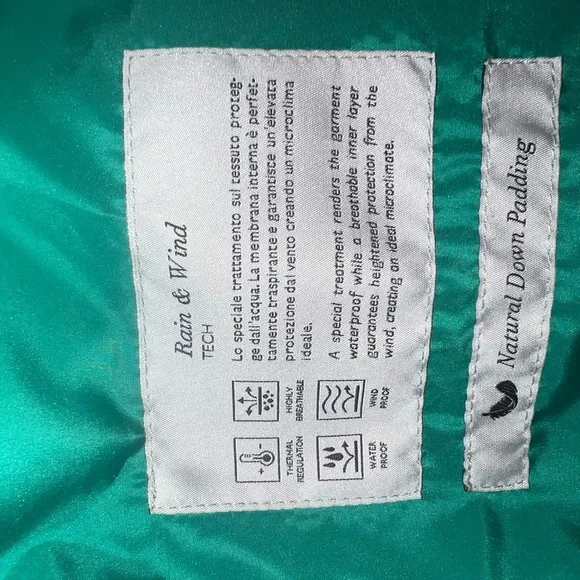 Rain & Wind
TECH
Lo speciale trattamento sul tessuto proteg-
ge dall'acqua. La membrana interna è perfet-
tamente traspirante e garantisce un'elevata
protezione dal vento creando un microclima
ideale.
A special treatment renders the garment
waterproof while a breathable inner layer
guarantees heightened protection from the
wind, creating an ideal microclimate.
THERMAL
REGULATION
HIGHLY
BREATHABLE
WATER
PROOF
WIND
PROOF
Natural Down Padding